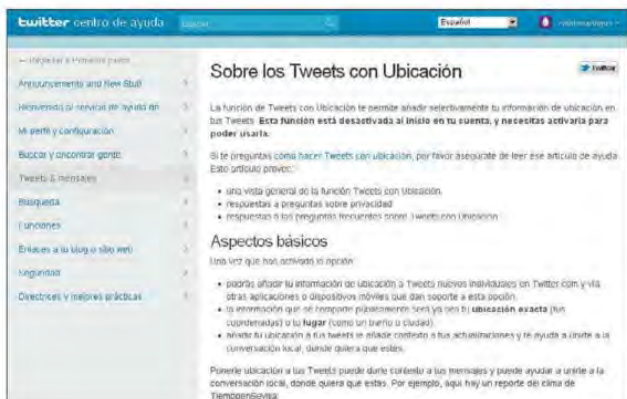 twitter centro de ayuda
Español
Announcements and New Stuff
Bienvenida al servicio de ayuda de
Mi perfil y configuración
Buscar y encontrar gente
Tweets & mensajes
Búsqueda
Funciones
Enlaces a tu blog o sitio web
Seguridad
Directrices y mejores prácticas
Sobre los Tweets con Ubicación
Twittear
La función de Tweets con Ubicación te permite añadir selectivamente tu información de ubicación en
tus Tweets. Esta función está desactivada al inicio en tu cuenta, y necesitas activarla para
poder usarla.
Si te preguntas cómo hacer Tweets con ubicación, por favor asegúrate de leer ese artículo de ayuda.
Este artículo provee:
una vista general de la función Tweets con Ubicación
respuestas a preguntas sobre privacidad
respuestas a las preguntas frecuentes sobre Tweets con Ubicación
Aspectos básicos
Una vez que has activado la opción:
podrás añadir tu información de ubicación a Tweets nuevos individuales en Twitter.com y vía
otras aplicaciones o dispositivos móviles que dan soporte a esta opción.
la información que se comparte públicamente será ya sea tu ubicación exacta (tus
coordenadas) o tu lugar (como un barrio o ciudad).
añadir tu ubicación a tus tweets le añade contexto a tus actualizaciones y te ayuda a unirte a la
conversación local, donde quiera que estés.
Ponerle ubicación a tus Tweets puede darle contexto a tus mensajes y puede ayudar a unirte a la
conversación local, donde quiera que estés. Por ejemplo, aquí hay un reporte del clima de
TiempoenSevilla: